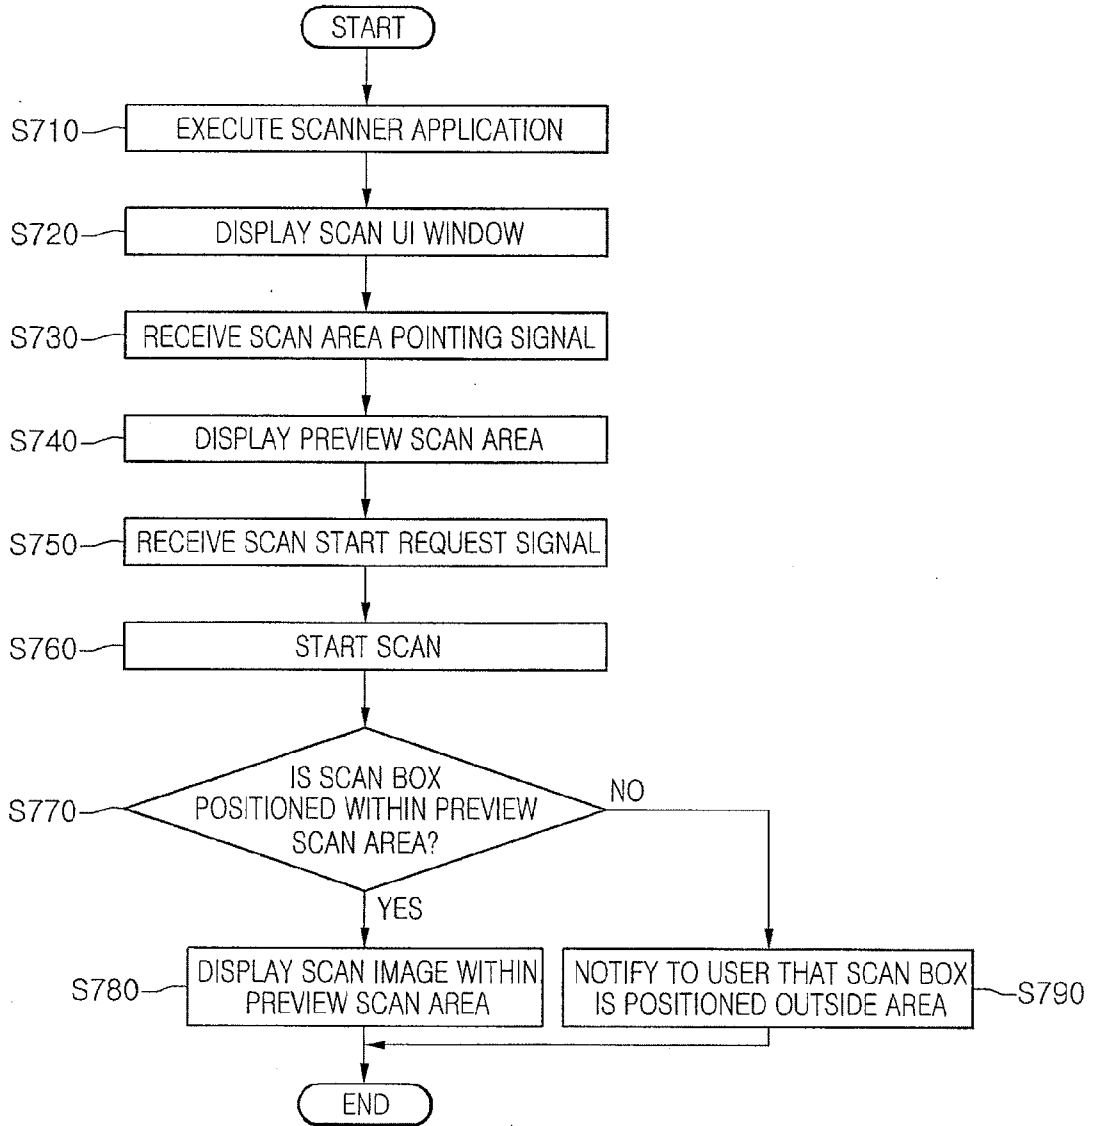 START
S710
EXECUTE SCANNER APPLICATION
S720
DISPLAY SCAN UI WINDOW
S730
RECEIVE SCAN AREA POINTING SIGNAL
S740
DISPLAY PREVIEW SCAN AREA
S750
RECEIVE SCAN START REQUEST SIGNAL
S760
START SCAN
S770
IS SCAN BOX
POSITIONED WITHIN PREVIEW
SCAN AREA?
NO
YES
S780
DISPLAY SCAN IMAGE WITHIN
PREVIEW SCAN AREA
NOTIFY TO USER THAT SCAN BOX
IS POSITIONED OUTSIDE AREA
S790
END